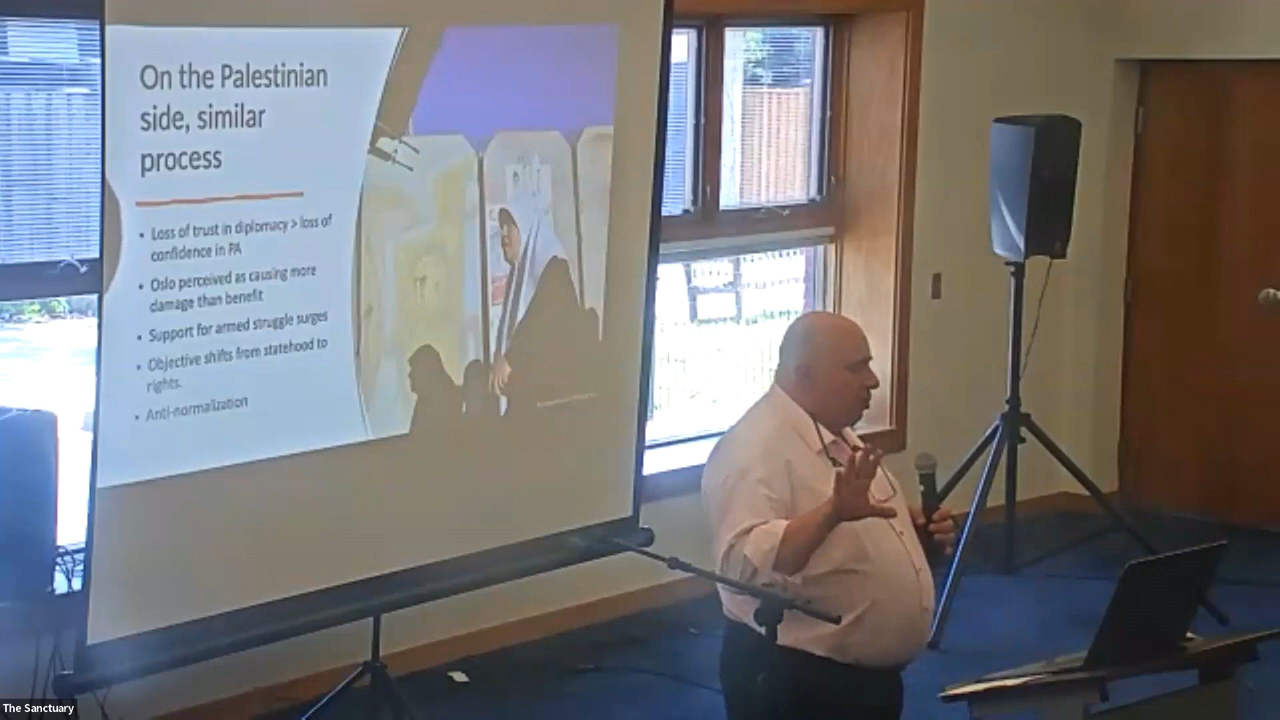 On the Palestinian
side, similar
process
• Loss of trust in diplomacy > loss of
confidence in PA
• Oslo perceived as causing more
damage than benefit
• Support for armed struggle surges
• Objective shifts from statehood to
rights.
• Anti-normalization
The Sanctuary